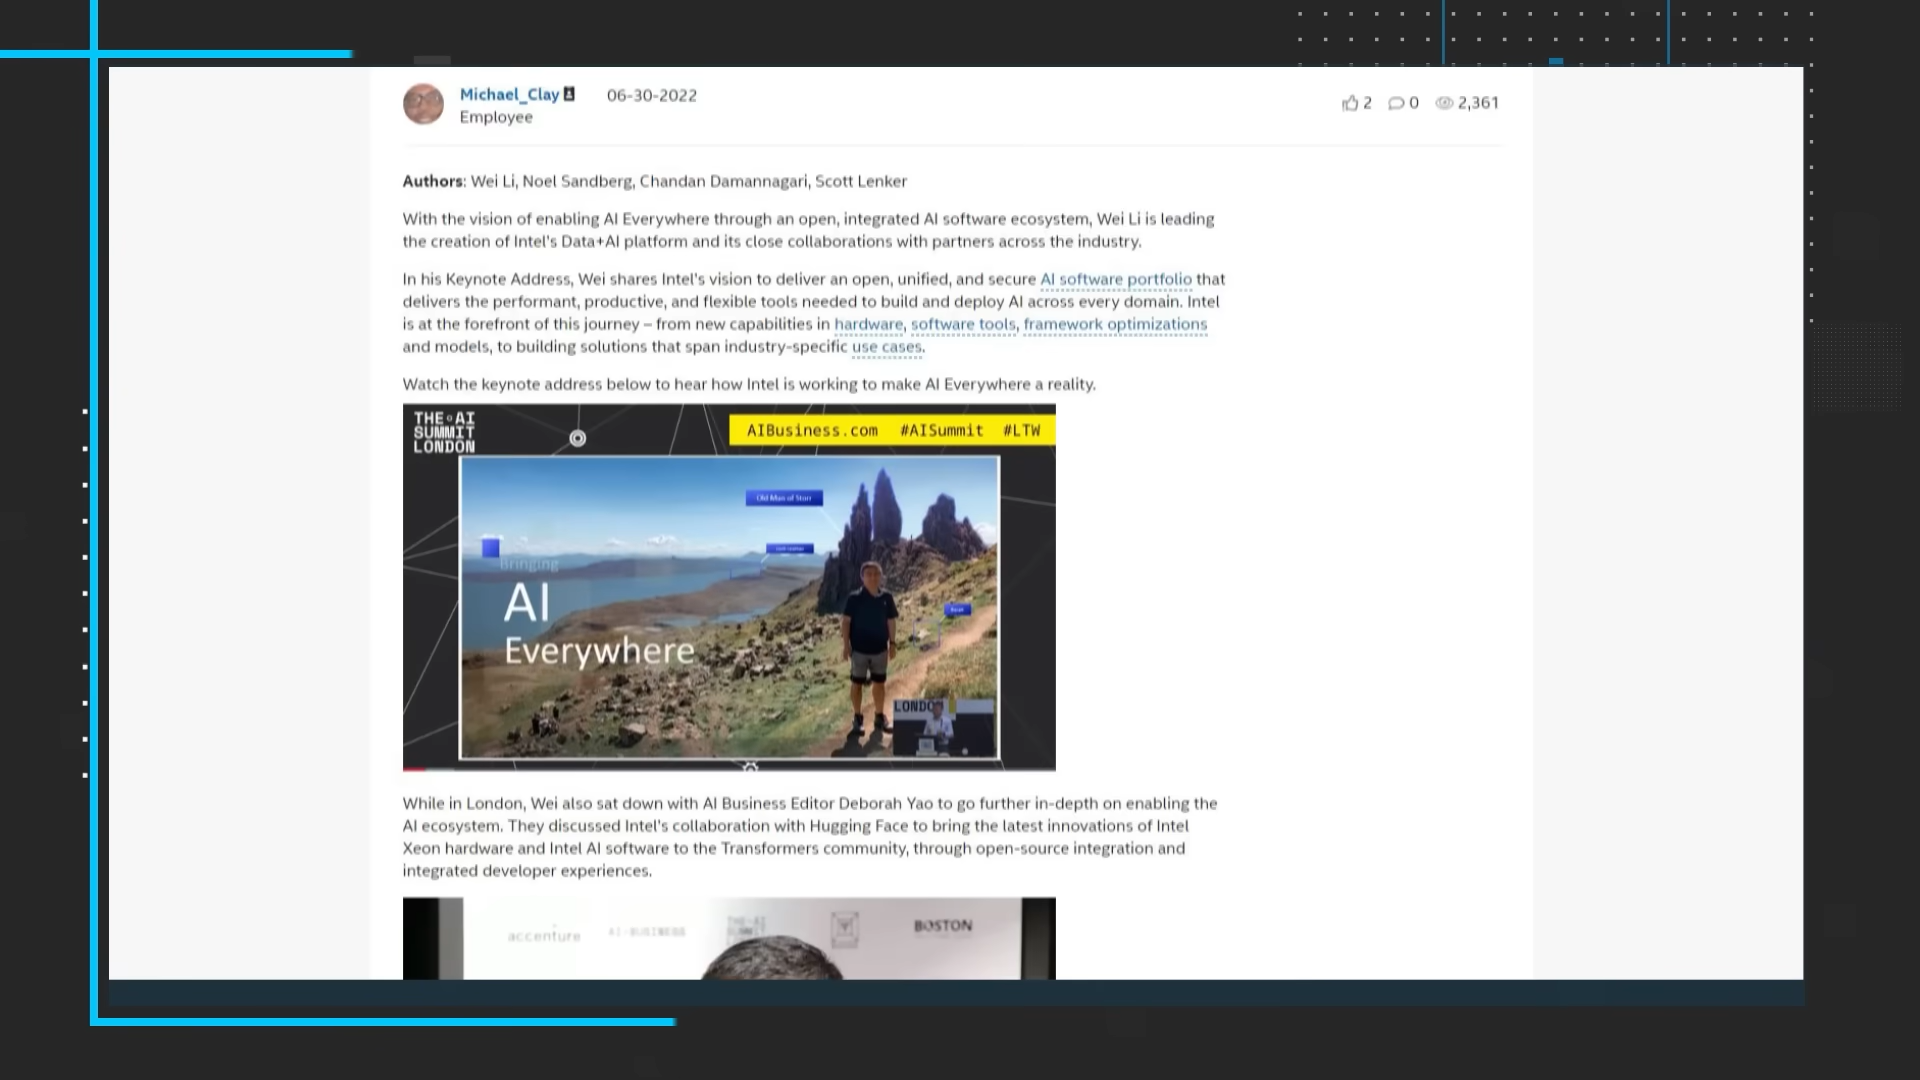 Michael_Clay 06-30-2022
Employee
2 0 2,361
Authors: Wei Li, Noel Sandberg, Chandan Damannagari, Scott Lenker
With the vision of enabling AI Everywhere through an open, integrated AI software ecosystem, Wei Li is leading
the creation of Intel's Data+AI platform and its close collaborations with partners across the industry.
In his Keynote Address, Wei shares Intel's vision to deliver an open, unified, and secure AI software portfolio that
delivers the performant, productive, and flexible tools needed to build and deploy AI across every domain. Intel
is at the forefront of this journey – from new capabilities in hardware, software tools, framework optimizations
and models, to building solutions that span industry-specific use cases.
Watch the keynote address below to hear how Intel is working to make AI Everywhere a reality.
THE AI
SUMMIT
LONDON
AIBusiness.com #AISummit #LTW
Old Man of Storr
Bringing
AI
Everywhere
LONDON
While in London, Wei also sat down with AI Business Editor Deborah Yao to go further in-depth on enabling the
AI ecosystem. They discussed Intel's collaboration with Hugging Face to bring the latest innovations of Intel
Xeon hardware and Intel AI software to the Transformers community, through open-source integration and
integrated developer experiences.
accenture AI BUSINESS THE AI BOSTON
SUMMIT